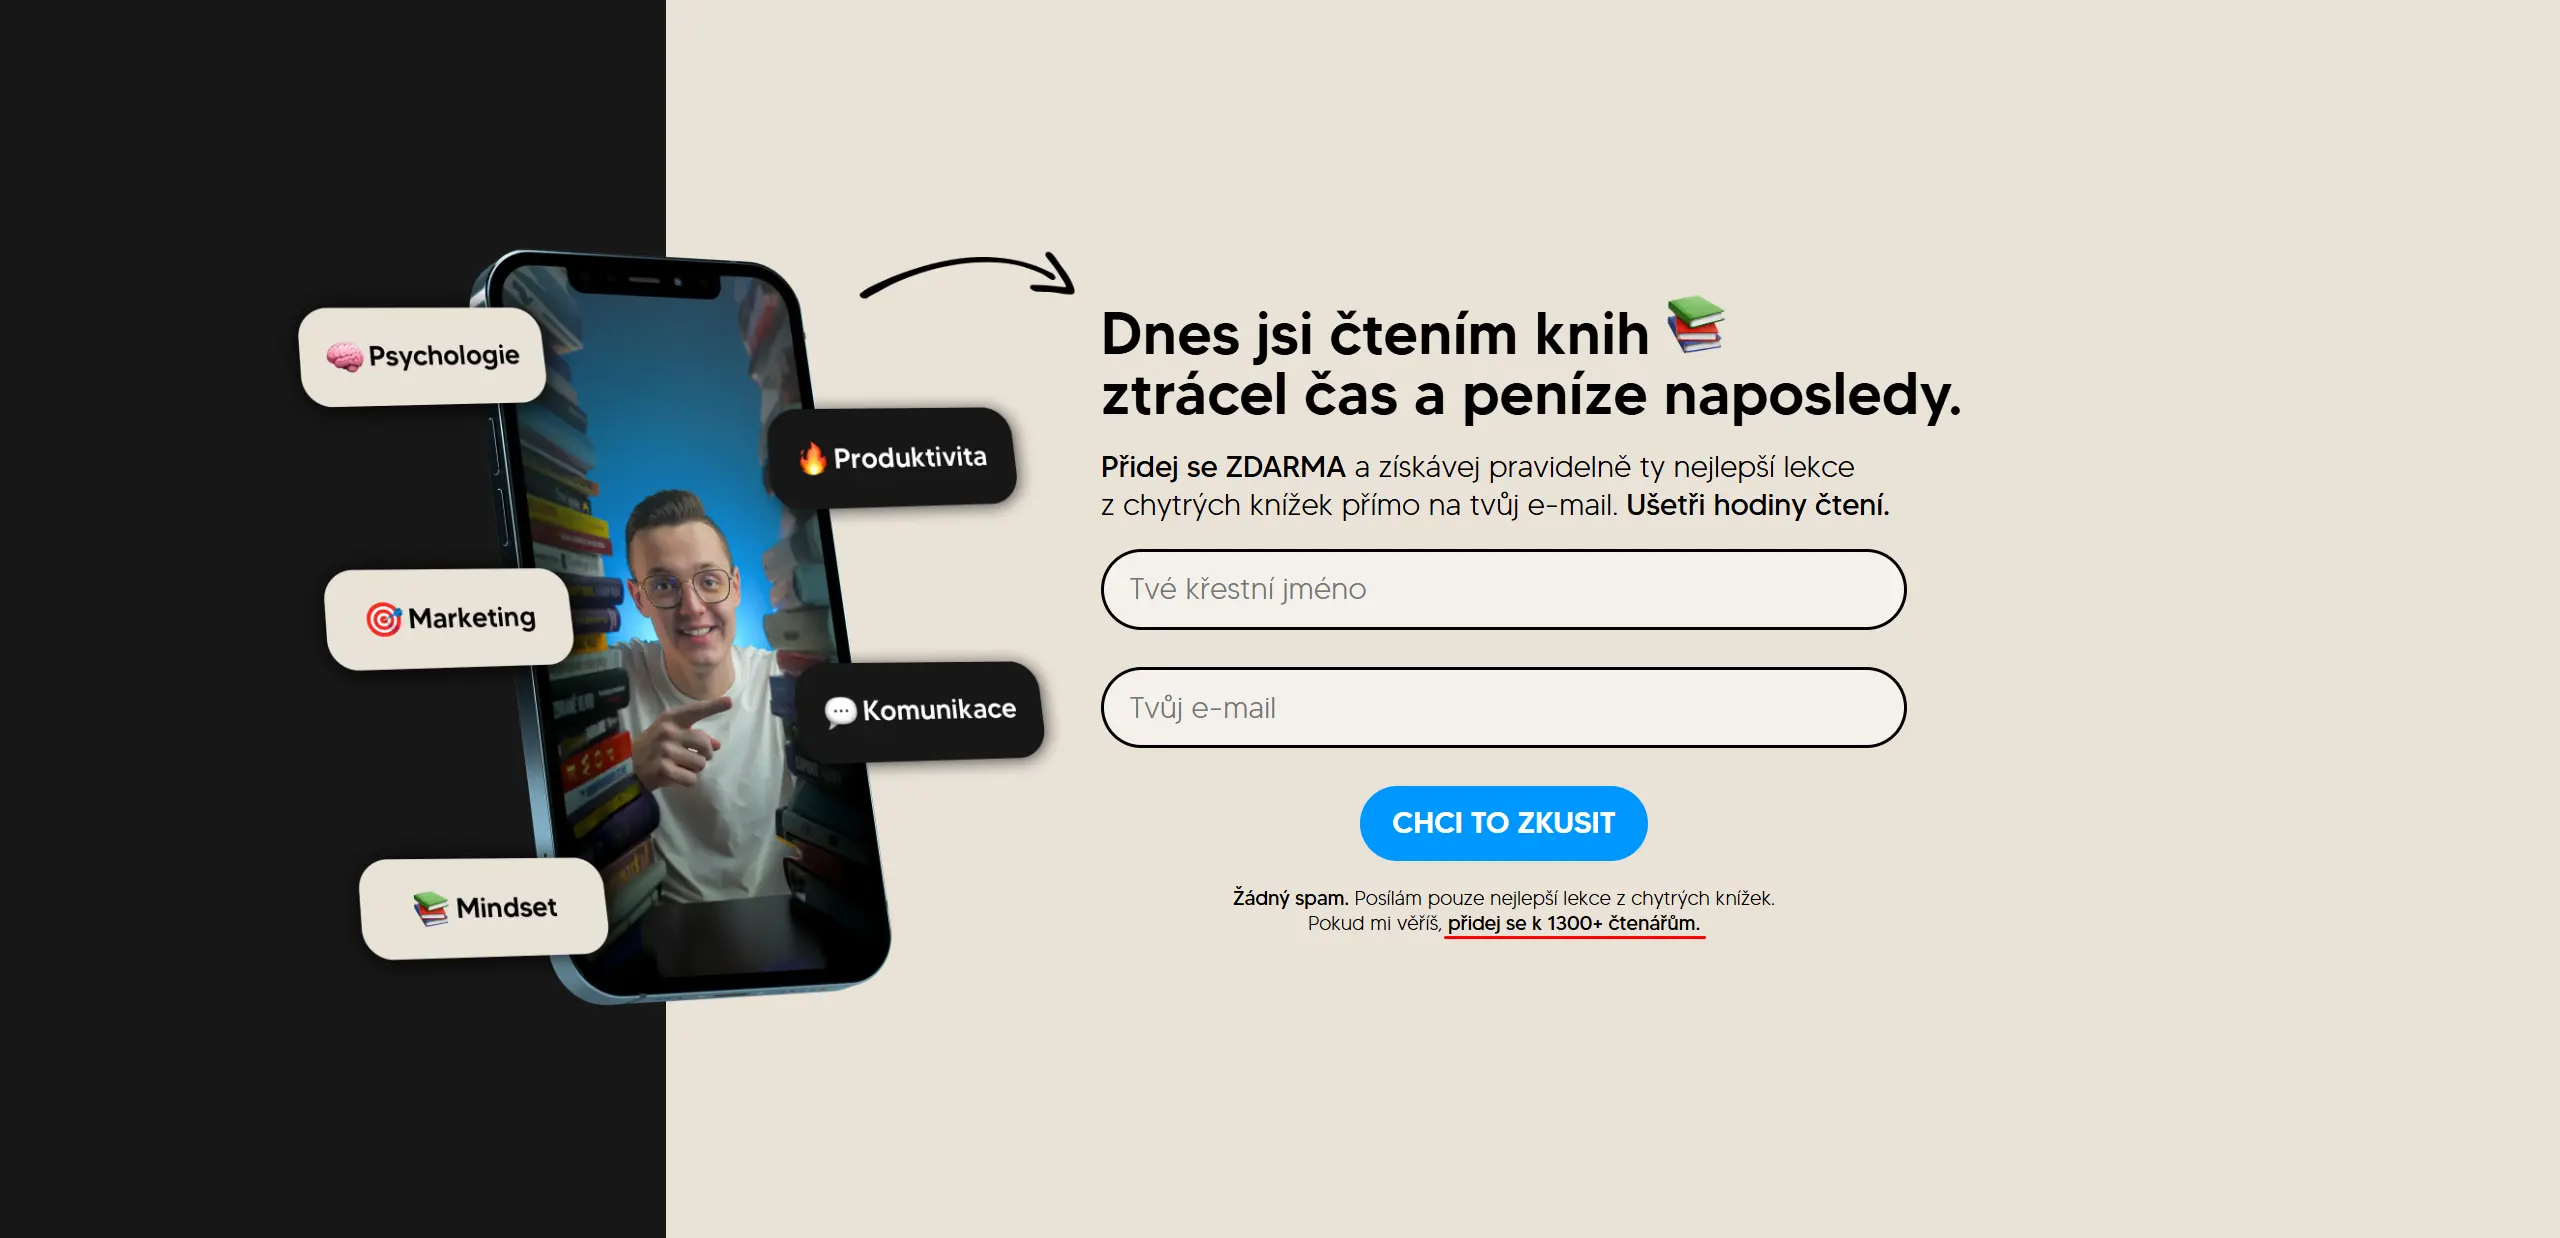 Psychologie
Produktivita
Marketing
Komunikace
Mindset
Dnes jsi čtením knih
ztrácel čas a peníze naposledy.
Přidej se ZDARMA a získávej pravidelně ty nejlepší lekce
z chytrých knížek přímo na tvůj e-mail. Ušetři hodiny čtení.
Tvé křestní jméno
Tvůj e-mail
CHCI TO ZKUSIT
Žádný spam. Posílám pouze nejlepší lekce z chytrých knížek.
Pokud mi věříš, přidej se k 1300+ čtenářům.